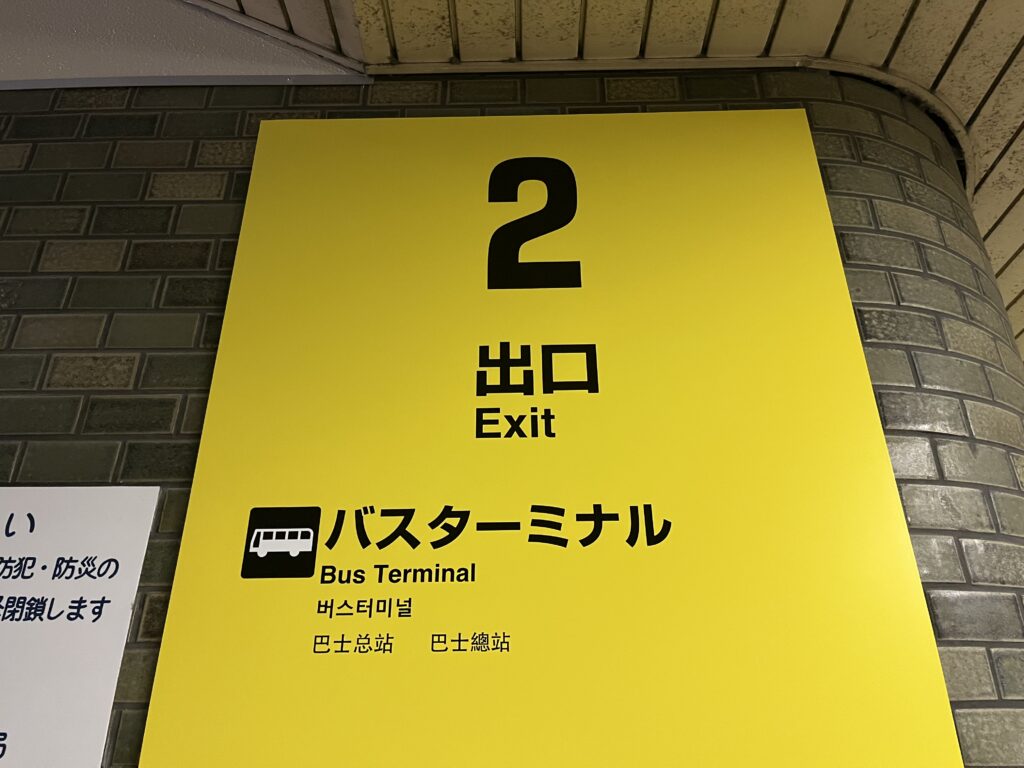 2
出口
Exit
バスターミナル
Bus Terminal
버스터미널
巴士总站 巴士總站
い
防犯・防災の
閉鎖します